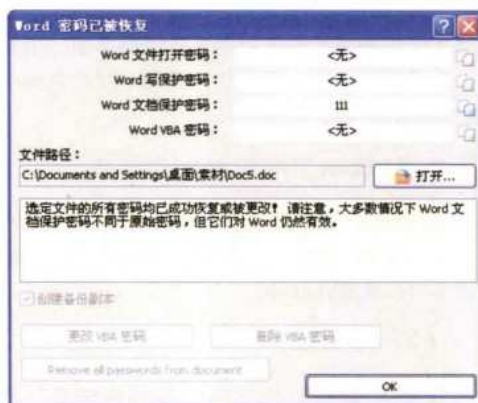 Word 密码已被恢复
Word 文件打开密码： <无>
Word 写保护密码： <无>
Word 文档保护密码： 111
Word VBA 密码： <无>
文件路径：
C:\Documents and Settings\桌面\素材\Doc5.doc 打开...
选定文件的所有密码均已成功恢复或被更改！ 请注意，大多数情况下 Word 文
档保护密码不同于原始密码，但它们对 Word 仍然有效。
创建备份副本
更改 VBA 密码 删除 VBA 密码
Remove all passwords from document
OK